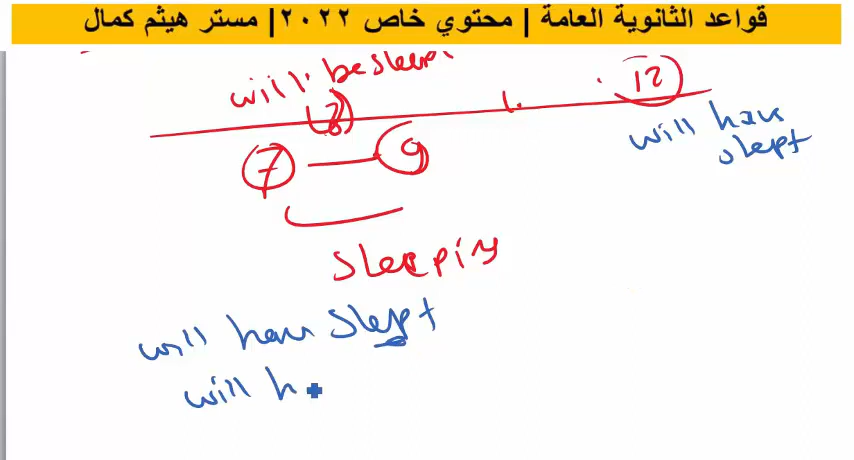 قواعد الثانوية العامة | محتوي خاص ٢٠٢٢ | مستر هيثم كمال
will be sleepi
8
12
will have
slept
7 9
sleeping
will have slept
will h